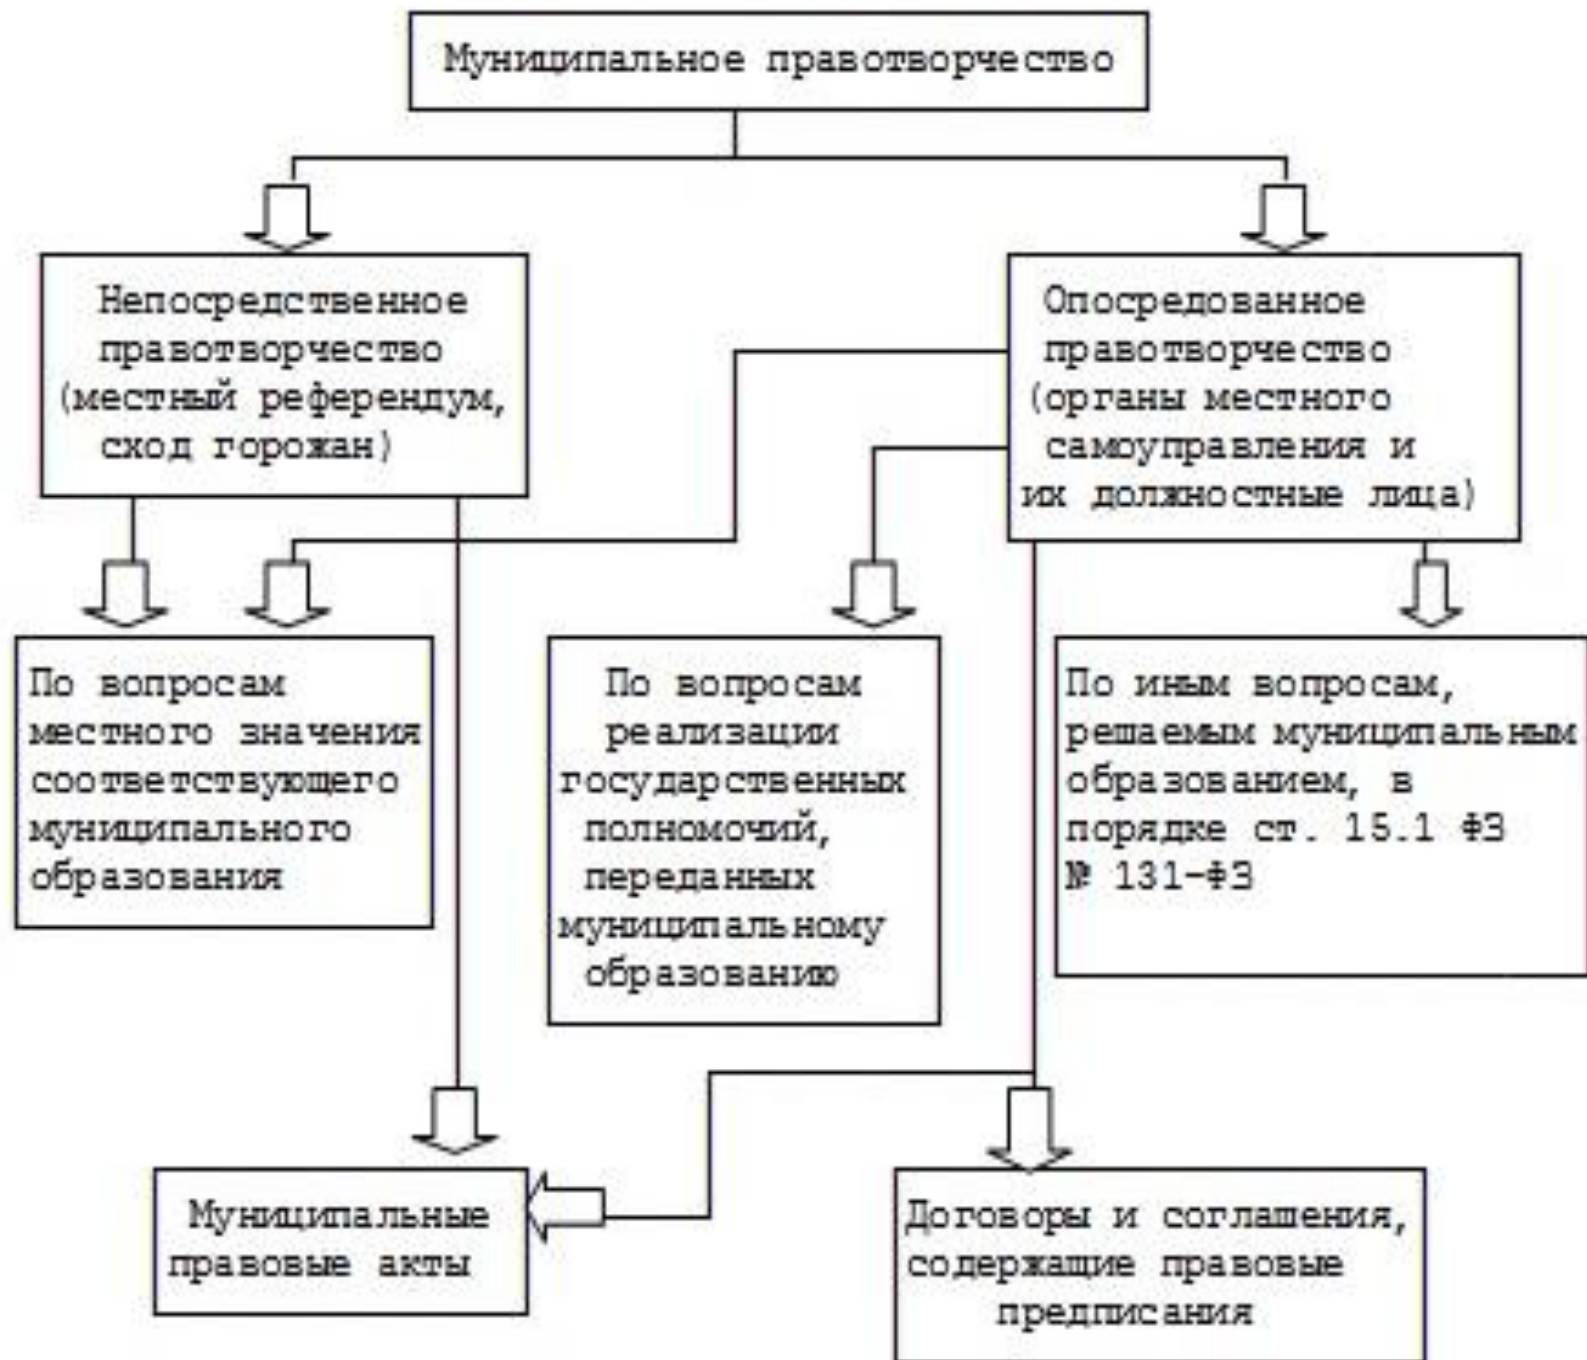 Муниципальное правотворчество
Непосредственное
правотворчество
(местный референдум,
сход горожан)
Опосредованное
правотворчество
(органы местного
самоуправления и
их должностные лица)
По вопросам
местного значения
соответствующего
муниципального
образования
По вопросам
реализации
государственных
полномочий,
переданных
муниципальному
образованию
По иным вопросам,
решаемым муниципальным
образованием, в
порядке ст. 15.1 ФЗ
№ 131-ФЗ
Муниципальные
правовые акты
Договоры и соглашения,
содержащие правовые
предписания